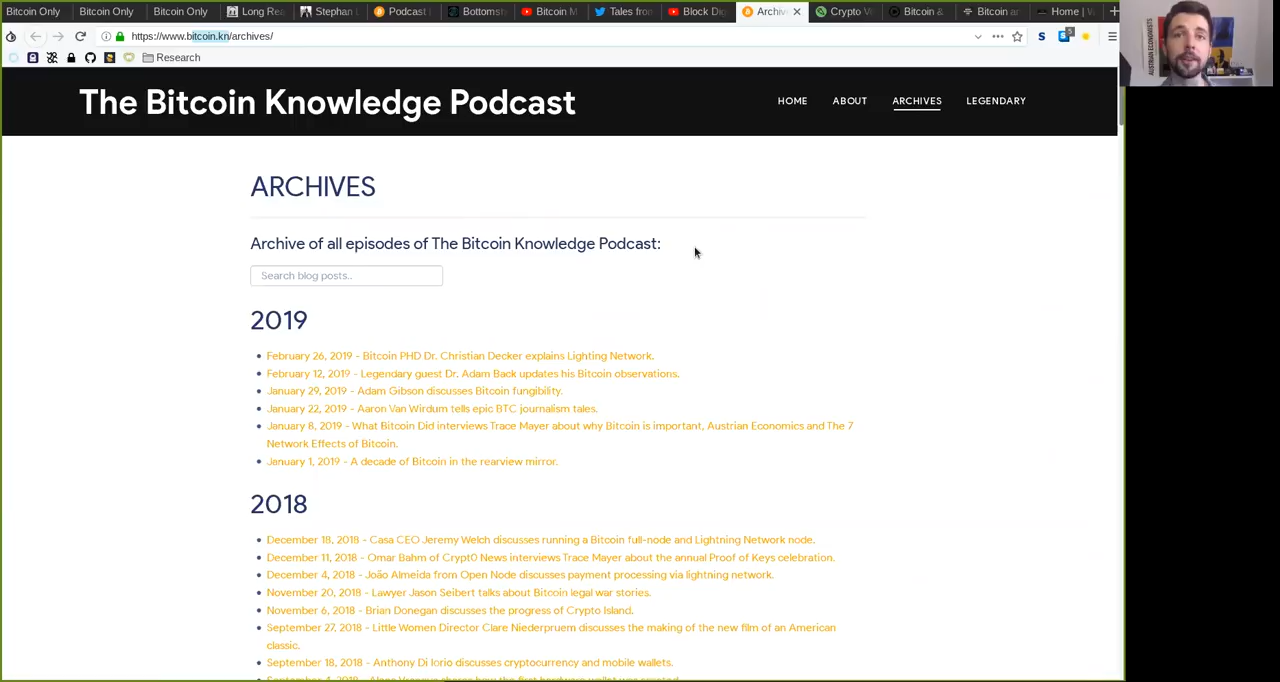 Bitcoin Only Bitcoin Only Bitcoin Only Long Rea Stephan Podcast Bottoms Bitcoin M Tales from Block Dig Archiv Crypto V Bitcoin & Bitcoin ar Home | W
https://www.bitcoin.kn/archives/
S 5
Research
AUSTRIAN ECONOMISTS
The Bitcoin Knowledge Podcast HOME ABOUT ARCHIVES LEGENDARY
ARCHIVES
Archive of all episodes of The Bitcoin Knowledge Podcast:
Search blog posts..
2019
• February 26, 2019 - Bitcoin PHD Dr. Christian Decker explains Lighting Network.
• February 12, 2019 - Legendary guest Dr. Adam Back updates his Bitcoin observations.
• January 29, 2019 - Adam Gibson discusses Bitcoin fungibility.
• January 22, 2019 - Aaron Van Wirdum tells epic BTC journalism tales.
• January 8, 2019 - What Bitcoin Did interviews Trace Mayer about why Bitcoin is important, Austrian Economics and The 7
Network Effects of Bitcoin.
• January 1, 2019 - A decade of Bitcoin in the rearview mirror.
2018
• December 18, 2018 - Casa CEO Jeremy Welch discusses running a Bitcoin full-node and Lightning Network node.
• December 11, 2018 - Omar Bahm of Crypt0 News interviews Trace Mayer about the annual Proof of Keys celebration.
• December 4, 2018 - João Almeida from Open Node discusses payment processing via lightning network.
• November 20, 2018 - Lawyer Jason Seibert talks about Bitcoin legal war stories.
• November 6, 2018 - Brian Donegan discusses the progress of Crypto Island.
• September 27, 2018 - Little Women Director Clare Niederpruem discusses the making of the new film of an American
classic.
• September 18, 2018 - Anthony Di Iorio discusses cryptocurrency and mobile wallets.